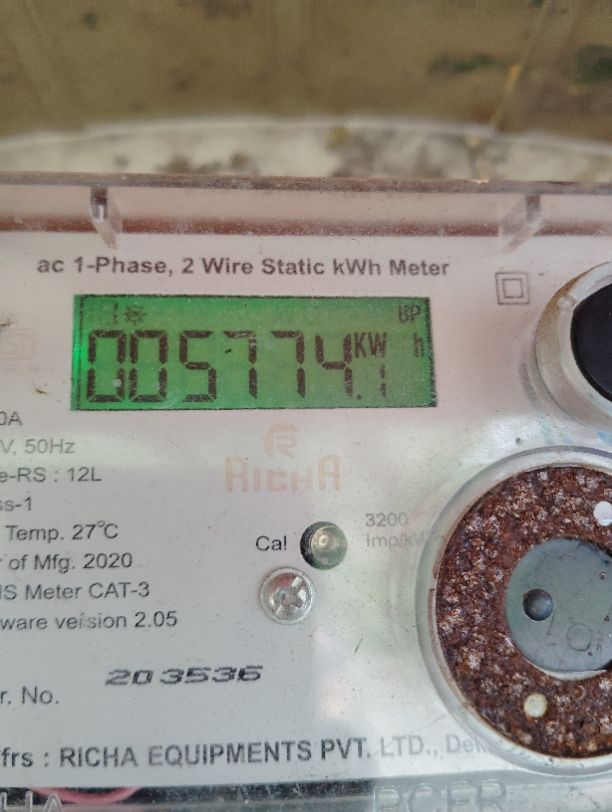 ac 1-Phase, 2 Wire Static kWh Meter
BP
005774.1 KW h
0A
V, 50Hz
e-RS : 12L
ss-1
Temp. 27°C
of Mfg. 2020
S Meter CAT-3
ware version 2.05
R
RICHA
3200
Imp/kW
Cal
r. No. 203536
frs : RICHA EQUIPMENTS PVT. LTD., Del